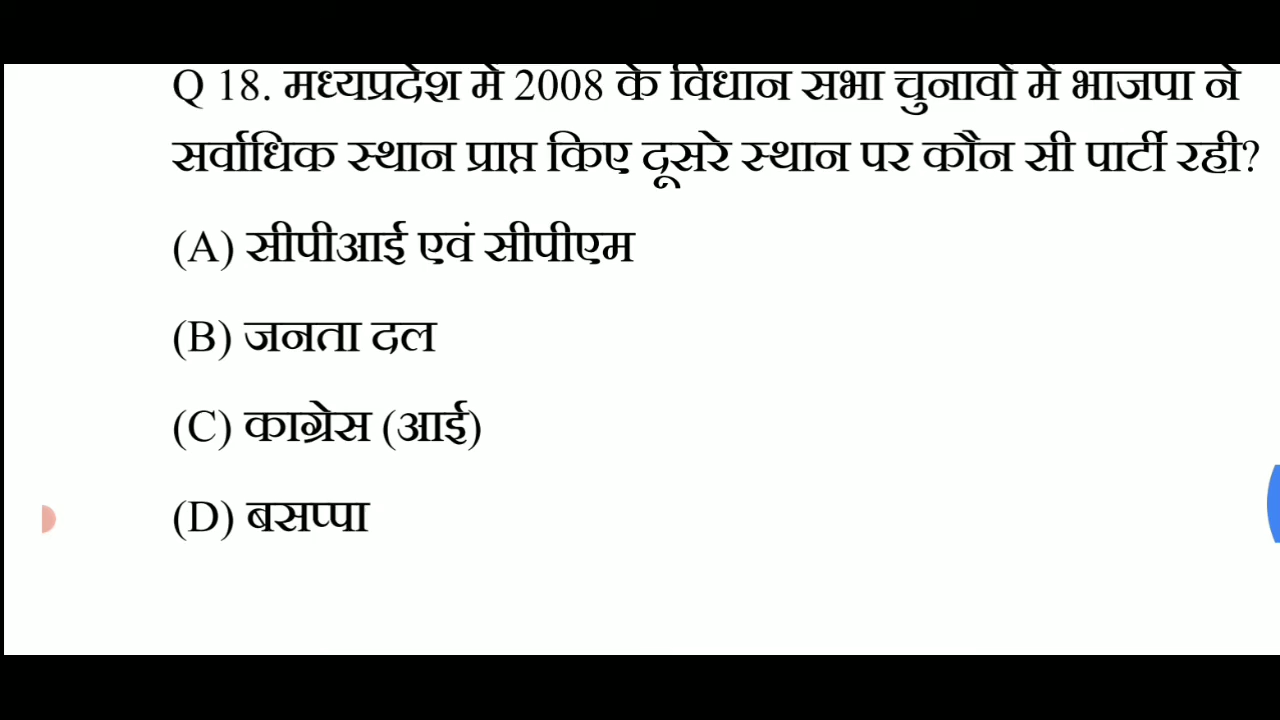 Q 18. मध्यप्रदेश मे 2008 के विधान सभा चुनावो मे भाजपा ने
सर्वाधिक स्थान प्राप्त किए दूसरे स्थान पर कौन सी पार्टी रही?
(A) सीपीआई एवं सीपीएम
(B) जनता दल
(C) काग्रेस (आई)
(D) बसप्पा